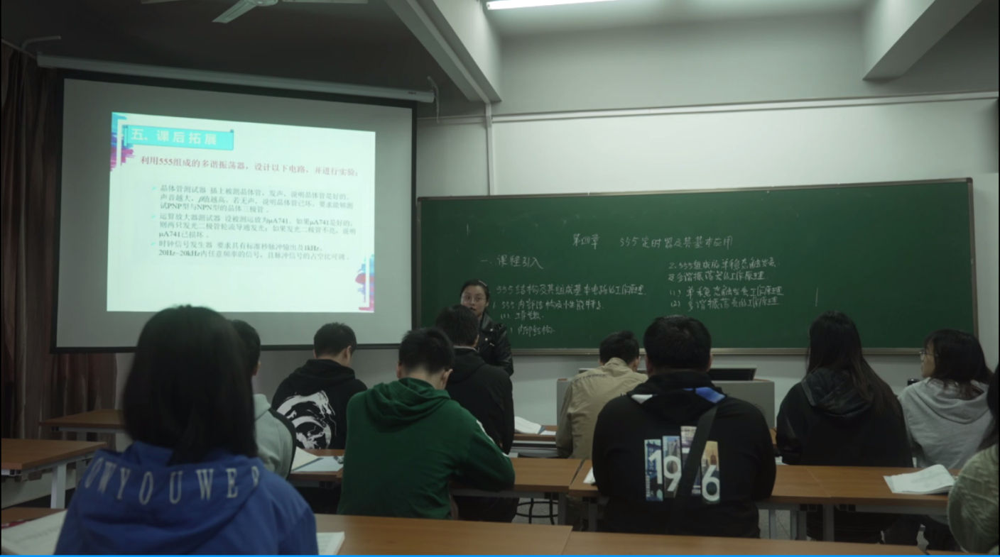 五、课后拓展
利用555组成的多谐振荡器，设计以下电路，并进行实验：
晶体管测试器 插上被测晶体管，发声，说明晶体管是好的。
声音越大，β值越高。若无声，说明晶体管已坏，要求能够测
试PNP型与NPN型的晶体三极管。
运算放大器测试器 设被测运放为μA741，如果μA741是好的，
则两只发光二极管轮流导通发光；如果发光二极管不亮，说明
μA741已损坏。
时钟信号发生器 要求具有标准秒脉冲输出及1kHz、
20Hz~20kHz内任意频率的信号，且脉冲信号的占空比可调。
第四章 555定时器及其基本应用
一、课程引入
555结构及其组成基本电路的工作原理
1. 555内部结构及性能特点
(1)
内部结构
2. 555组成的单稳态触发器
多谐振荡器的工作原理
(1) 单稳态触发器工作原理
(2) 多谐振荡器的工作原理
OWYOUWE
1976